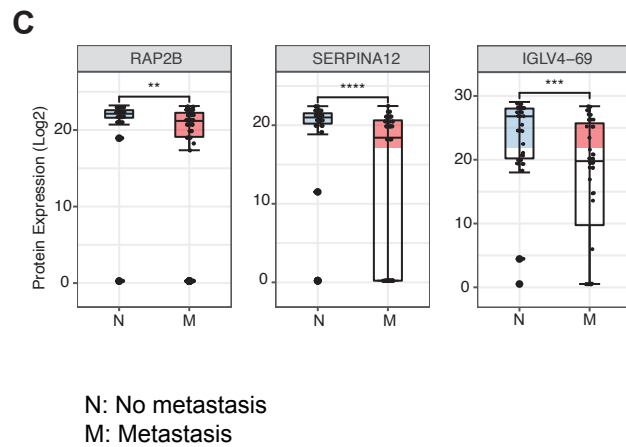 C
RAP2B
SERPINA12
IGLV4−69
Protein Expression (Log2)
**
20
10
0
N
M
****
20
10
0
N
M
***
30
20
10
0
N
M
N: No metastasis
M: Metastasis